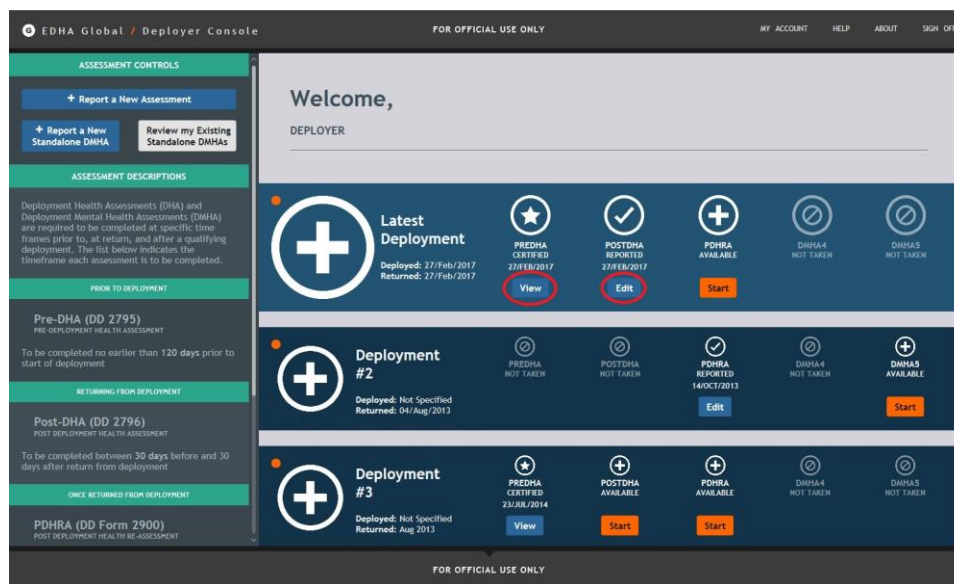 G EDHA Global / Deployer Console
FOR OFFICIAL USE ONLY
MY ACCOUNT HELP ABOUT SIGN OFF
ASSESSMENT CONTROLS
+ Report a New Assessment
+ Report a New
Standalone DMHA
Review my Existing
Standalone DMHAs
ASSESSMENT DESCRIPTIONS
Deployment Health Assessments (DHA) and
Deployment Mental Health Assessments (DMHA)
are required to be completed at specific time
frames prior to, at return, and after a qualifying
deployment. The list below indicates the
timeframe each assessment is to be completed.
PRIOR TO DEPLOYMENT
Pre-DHA (DD 2795)
PRE-DEPLOYMENT HEALTH ASSESSMENT
To be completed no earlier than 120 days prior to
start of deployment
RETURNING FROM DEPLOYMENT
Post-DHA (DD 2796)
POST DEPLOYMENT HEALTH ASSESSMENT
To be completed between 30 days before and 30
days after return from deployment
ONCE RETURNED FROM DEPLOYMENT
PDHRA (DD Form 2900)
POST DEPLOYMENT HEALTH RE-ASSESSMENT
Welcome,
DEPLOYER
Latest
Deployment
Deployed: 27/Feb/2017
Returned: 27/Feb/2017
PREDHA
CERTIFIED
27/FEB/2017
View
POSTDHA
REPORTED
27/FEB/2017
Edit
PDHRA
AVAILABLE
Start
DMHA4
NOT TAKEN
DMHA5
NOT TAKEN
Deployment
#2
Deployed: Not Specified
Returned: 04/Aug/2013
PREDHA
NOT TAKEN
POSTDHA
NOT TAKEN
PDHRA
REPORTED
14/OCT/2013
Edit
DMHA4
NOT TAKEN
DMHA5
AVAILABLE
Start
Deployment
#3
Deployed: Not Specified
Returned: Aug 2013
PREDHA
CERTIFIED
23/JUL/2014
View
POSTDHA
AVAILABLE
Start
PDHRA
AVAILABLE
Start
DMHA4
NOT TAKEN
DMHA5
NOT TAKEN
FOR OFFICIAL USE ONLY